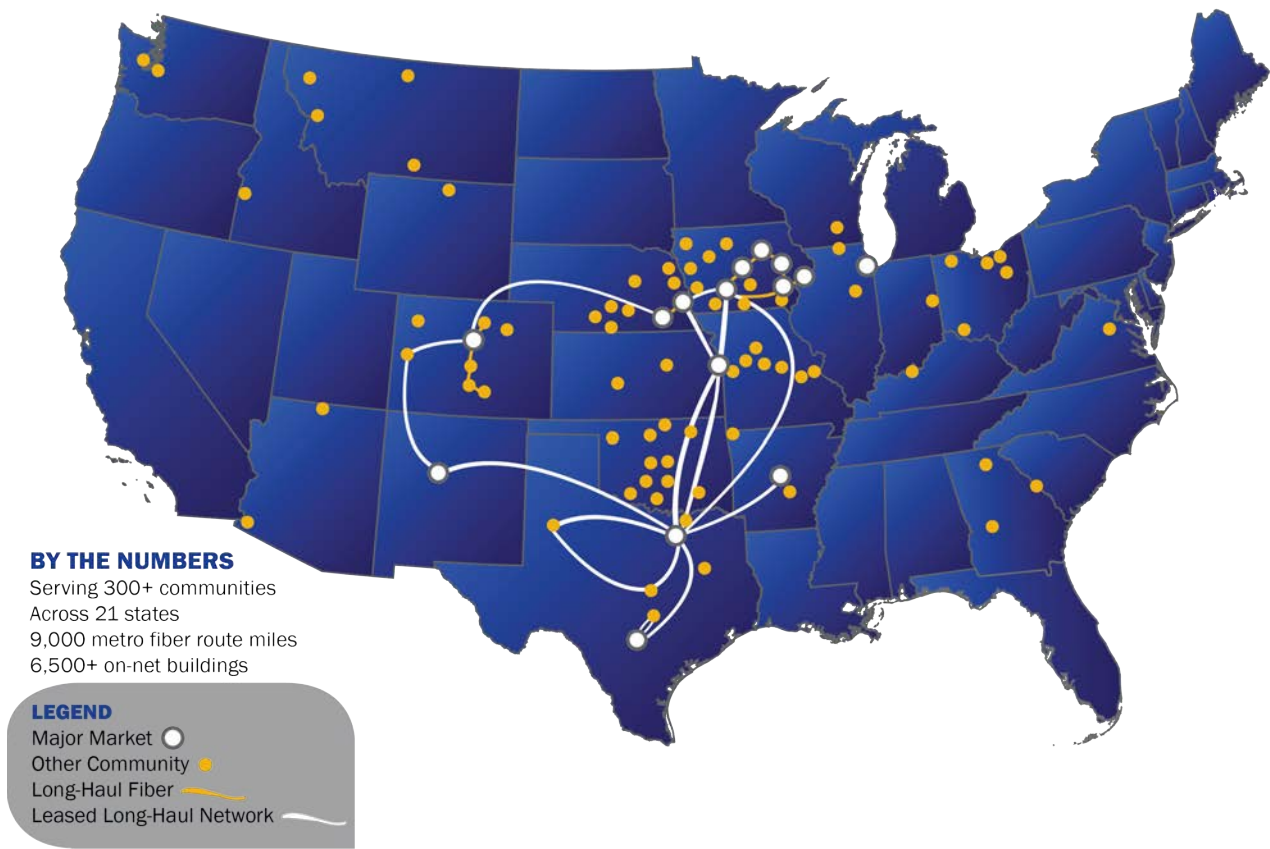 BY THE NUMBERS
Serving 300+ communities
Across 21 states
9,000 metro fiber route miles
6,500+ on-net buildings
LEGEND
Major Market
Other Community
Long-Haul Fiber
Leased Long-Haul Network